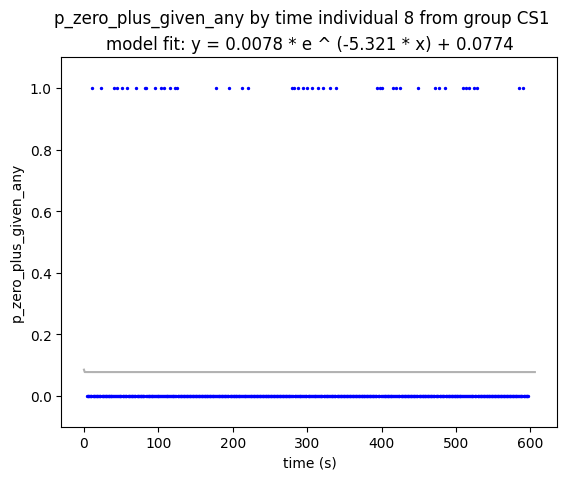 p_zero_plus_given_any by time individual 8 from group CS1
model fit: y = 0.0078 * e ^ (-5.321 * x) + 0.0774
p_zero_plus_given_any
1.0
0.8
0.6
0.4
0.2
0.0
0 100 200 300 400 500 600
time (s)